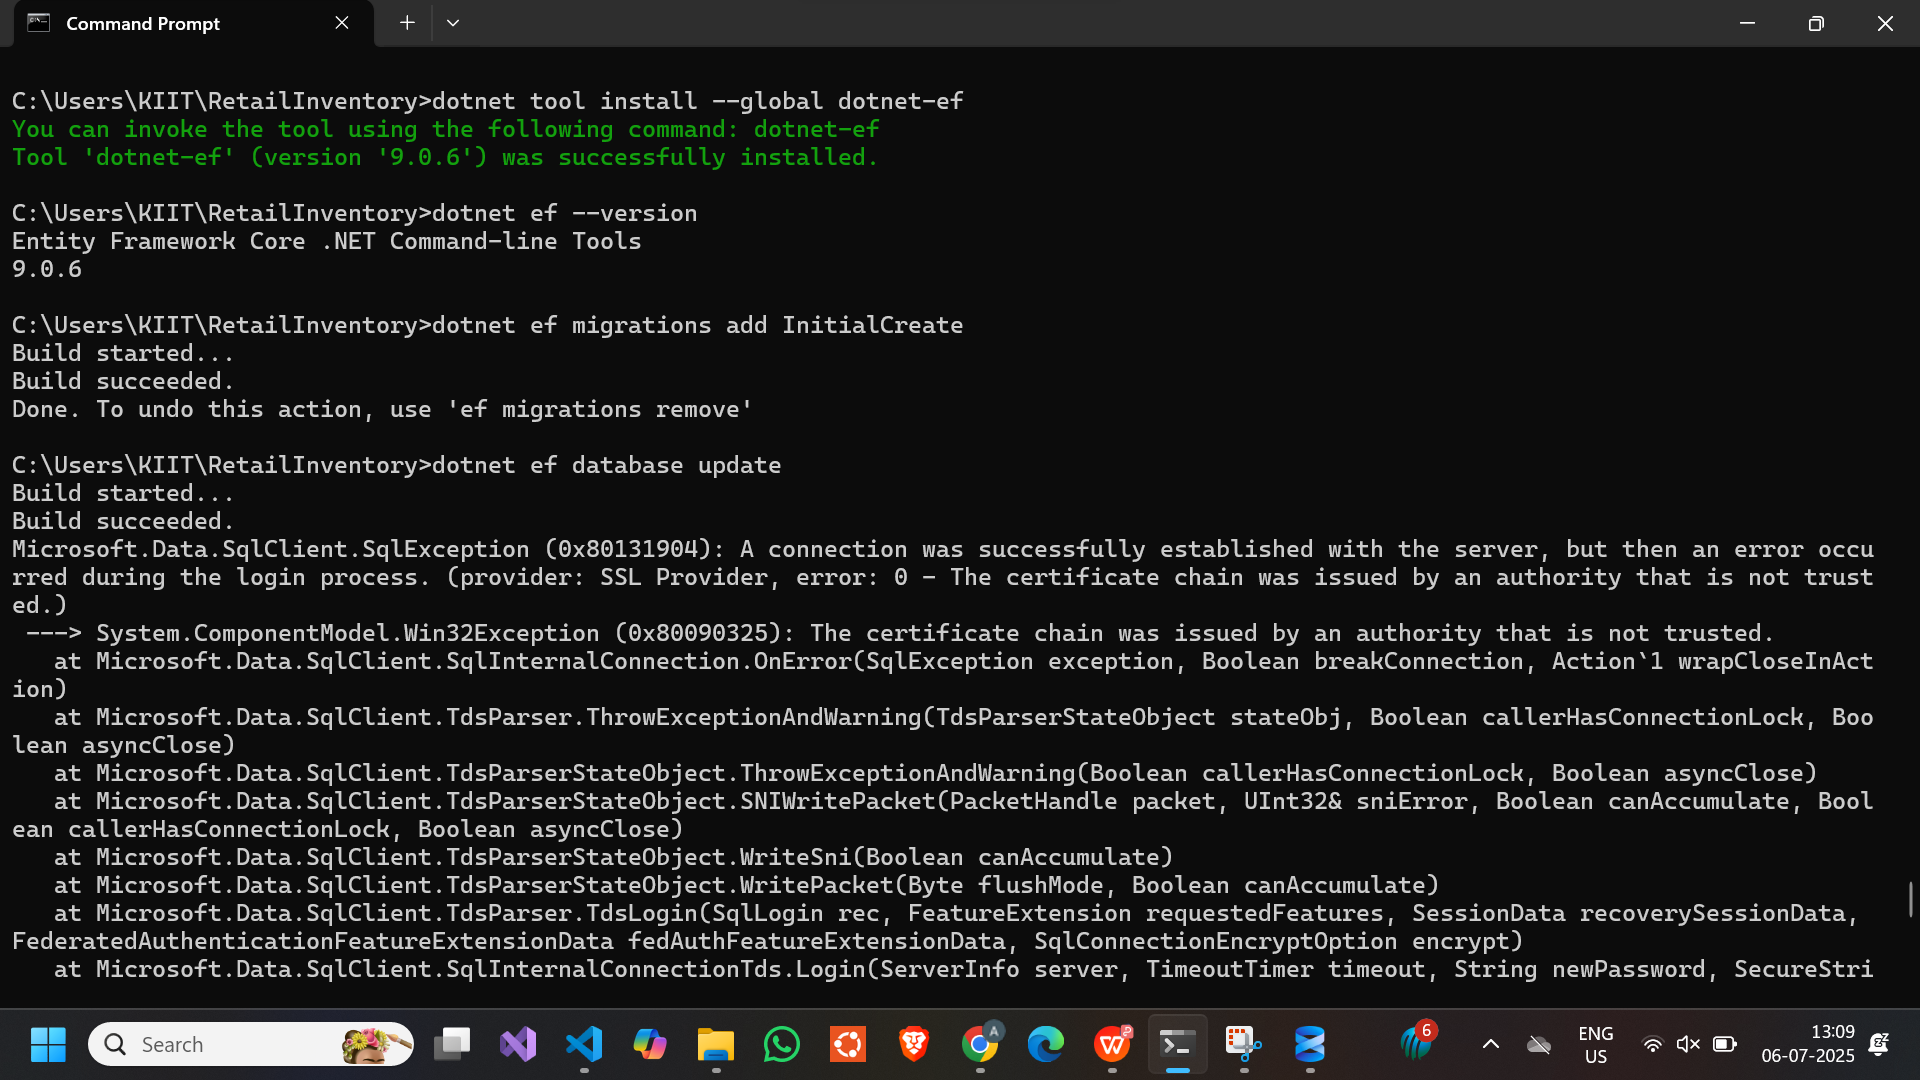 Command Prompt
C:\Users\KIIT\RetailInventory>dotnet tool install --global dotnet-ef
You can invoke the tool using the following command: dotnet-ef
Tool 'dotnet-ef' (version '9.0.6') was successfully installed.
C:\Users\KIIT\RetailInventory>dotnet ef --version
Entity Framework Core .NET Command-line Tools
9.0.6
C:\Users\KIIT\RetailInventory>dotnet ef migrations add InitialCreate
Build started...
Build succeeded.
Done. To undo this action, use 'ef migrations remove'
C:\Users\KIIT\RetailInventory>dotnet ef database update
Build started...
Build succeeded.
Microsoft.Data.SqlClient.SqlException (0x80131904): A connection was successfully established with the server, but then an error occu
rred during the login process. (provider: SSL Provider, error: 0 - The certificate chain was issued by an authority that is not trust
ed.)
 ---> System.ComponentModel.Win32Exception (0x80090325): The certificate chain was issued by an authority that is not trusted.
   at Microsoft.Data.SqlClient.SqlInternalConnection.OnError(SqlException exception, Boolean breakConnection, Action`1 wrapCloseInAct
ion)
   at Microsoft.Data.SqlClient.TdsParser.ThrowExceptionAndWarning(TdsParserStateObject stateObj, Boolean callerHasConnectionLock, Boo
lean asyncClose)
   at Microsoft.Data.SqlClient.TdsParserStateObject.ThrowExceptionAndWarning(Boolean callerHasConnectionLock, Boolean asyncClose)
   at Microsoft.Data.SqlClient.TdsParserStateObject.SNIWritePacket(PacketHandle packet, UInt32& sniError, Boolean canAccumulate, Bool
ean callerHasConnectionLock, Boolean asyncClose)
   at Microsoft.Data.SqlClient.TdsParserStateObject.WriteSni(Boolean canAccumulate)
   at Microsoft.Data.SqlClient.TdsParserStateObject.WritePacket(Byte flushMode, Boolean canAccumulate)
   at Microsoft.Data.SqlClient.TdsParser.TdsLogin(SqlLogin rec, FeatureExtension requestedFeatures, SessionData recoverySessionData,
FederatedAuthenticationFeatureExtensionData fedAuthFeatureExtensionData, SqlConnectionEncryptOption encrypt)
   at Microsoft.Data.SqlClient.SqlInternalConnectionTds.Login(ServerInfo server, TimeoutTimer timeout, String newPassword, SecureStri
Search
A
6
ENG
US
13:09
06-07-2025